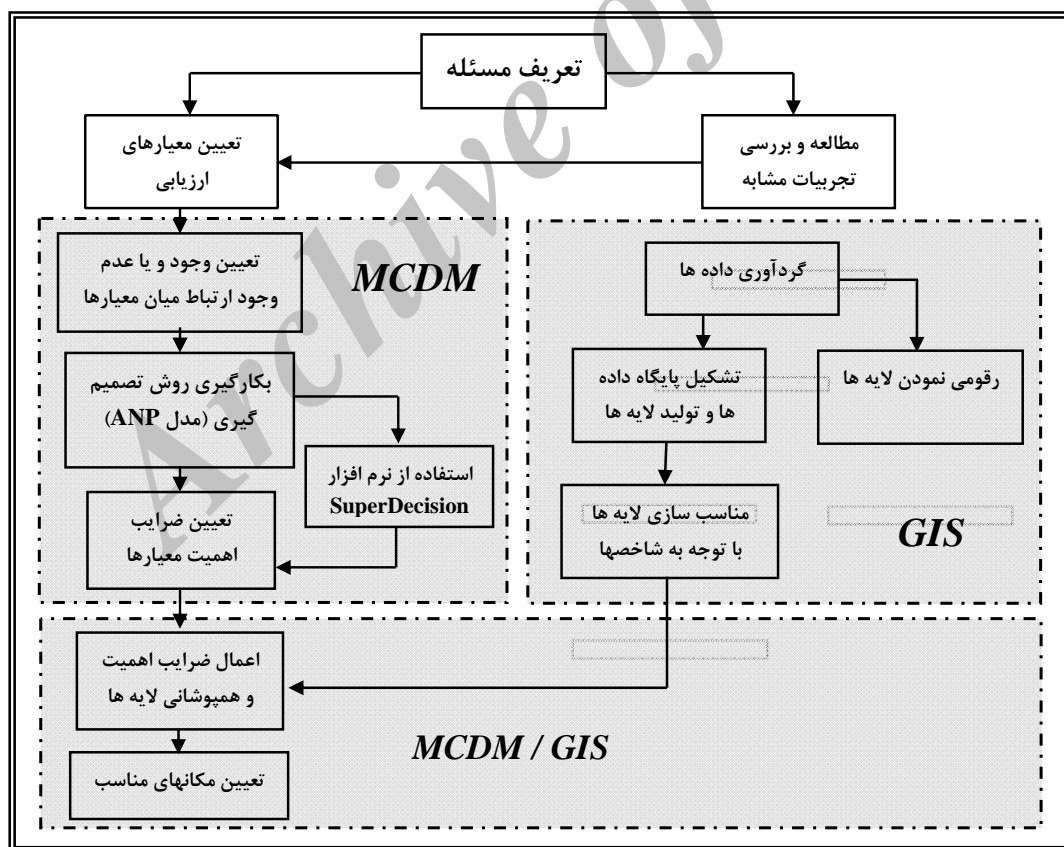 تعریف مسئله
مطالعه و بررسی
تجربیات مشابه
تعیین معیارهای
ارزیابی
MCDM
تعیین وجود و یا عدم
وجود ارتباط میان معیارها
بکارگیری روش تصمیم
گیری (مدل ANP)
استفاده از نرم افزار
SuperDecision
تعیین ضرایب
اهمیت معیارها
گردآوری داده ها
تشکیل پایگاه داده
ها و تولید لایه ها
رقومی نمودن لایه ها
مناسب سازی لایه ها
با توجه به شاخصها
GIS
اعمال ضرایب اهمیت
و همپوشانی لایه ها
MCDM / GIS
تعیین مکانهای مناسب
Archive of